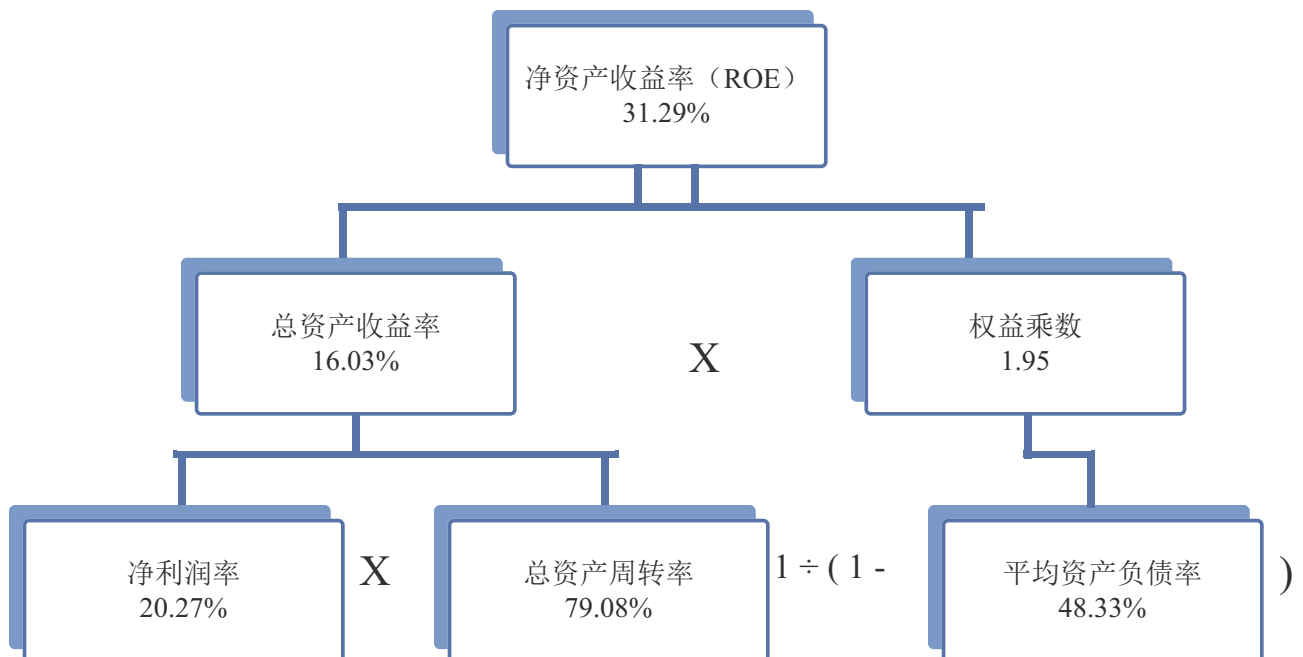 净资产收益率（ROE）
31.29%
总资产收益率
16.03%
X
权益乘数
1.95
净利润率
20.27%
X
总资产周转率
79.08%
1 ÷ ( 1 -
平均资产负债率
48.33%
)